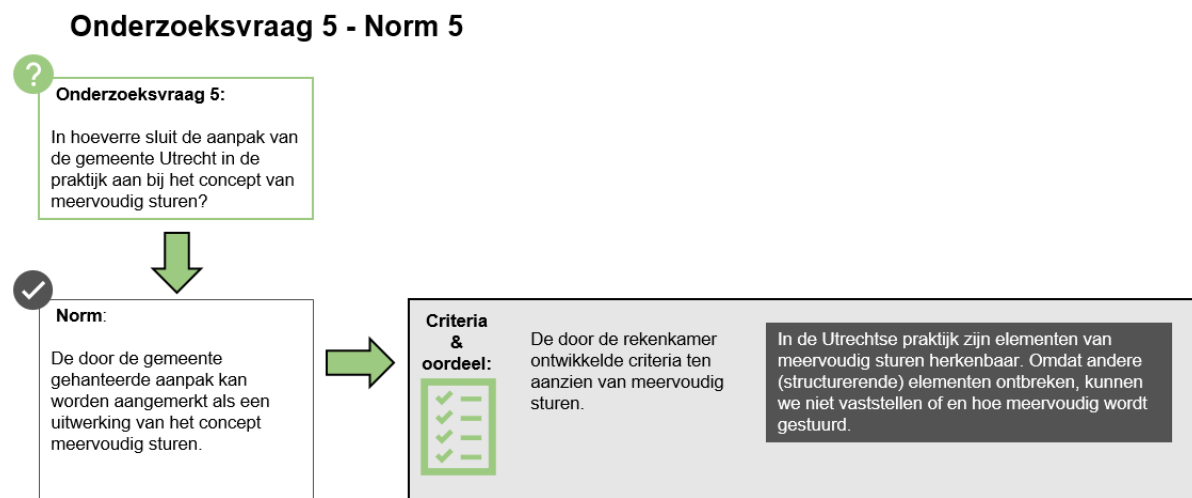 Onderzoeksvraag 5 - Norm 5
?
Onderzoeksvraag 5:
In hoeverre sluit de aanpak van
de gemeente Utrecht in de
praktijk aan bij het concept van
meervoudig sturen?
Norm:
De door de gemeente
gehanteerde aanpak kan
worden aangemerkt als een
uitwerking van het concept
meervoudig sturen.
Criteria
&
oordeel:
De door de rekenkamer
ontwikkelde criteria ten
aanzien van meervoudig
sturen.
In de Utrechtse praktijk zijn elementen van
meervoudig sturen herkenbaar. Omdat andere
(structurerende) elementen ontbreken, kunnen
we niet vaststellen of en hoe meervoudig wordt
gestuurd.